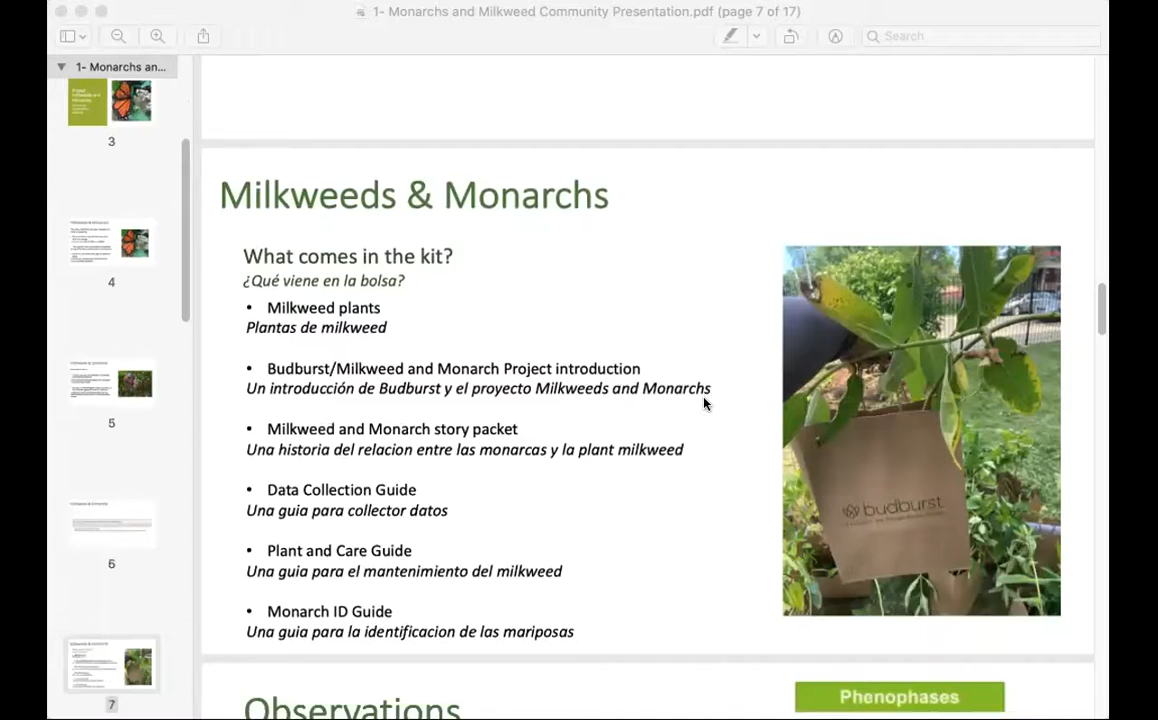 1- Monarchs and Milkweed Community Presentation.pdf (page 7 of 17)
Search
1- Monarchs an...
3
4
5
6
7
Milkweeds & Monarchs
What comes in the kit?
¿Qué viene en la bolsa?
• Milkweed plants
Plantas de milkweed
• Budburst/Milkweed and Monarch Project introduction
Un introducción de Budburst y el proyecto Milkweeds and Monarchs
• Milkweed and Monarch story packet
Una historia del relacion entre las monarcas y la plant milkweed
• Data Collection Guide
Una guia para collector datos
• Plant and Care Guide
Una guia para el mantenimiento del milkweed
• Monarch ID Guide
Una guia para la identificacion de las mariposas
budburst
Observations
Phenophases